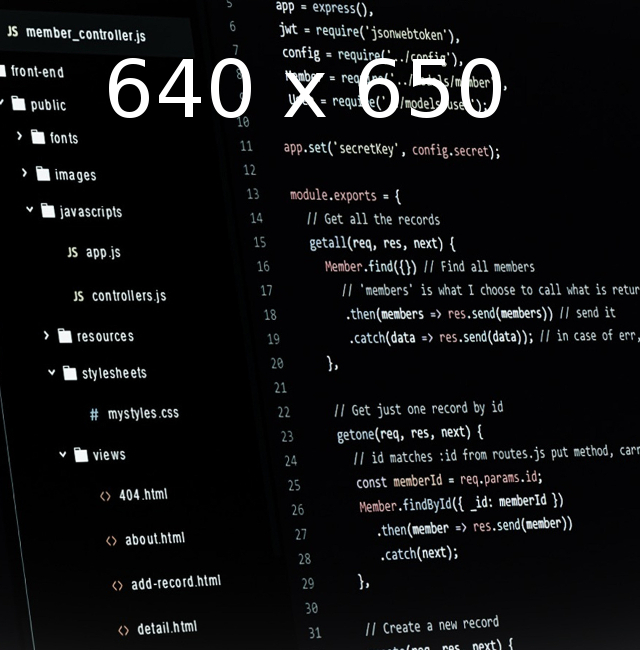 JS member_controller.js
front-end
public
fonts
images
javascripts
JS app.js
JS controllers.js
resources
stylesheets
# mystyles.css
views
<> 404.html
<> about.html
<> add-record.html
<> detail.html
640 x 650
5 app = express(),
6 jwt = require('jsonwebtoken'),
7 config = require('../config'),
8 Member = require('../models/member'),
9 User = require('../models/user');
10
11 app.set('secretKey', config.secret);
12
13 module.exports = {
14 // Get all the records
15 getall(req, res, next) {
16 Member.find({}) // Find all members
17 // 'members' is what I choose to call what is retur
18 .then(members => res.send(members)) // send it
19 .catch(data => res.send(data)); // in case of err,
20 },
21
22 // Get just one record by id
23 getone(req, res, next) {
24 // id matches :id from routes.js put method, carr
25 const memberId = req.params.id;
26 Member.findById({ _id: memberId })
27 .then(member => res.send(member))
28 .catch(next);
29 },
30
31 // Create a new record
(req, res, next) {